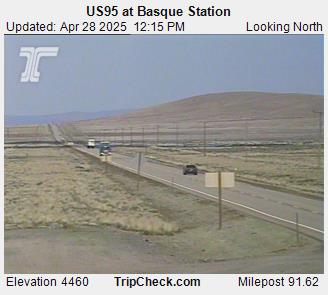 US95 at Basque Station
Updated: Apr 28 2025 12:15 PM Looking North
Elevation 4460 TripCheck.com Milepost 91.62